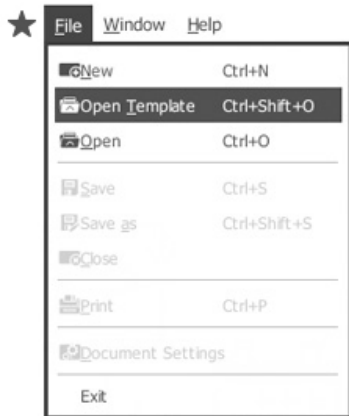 File Window Help
New Ctrl+N
Open Template Ctrl+Shift+O
Open Ctrl+O
Save Ctrl+S
Save as Ctrl+Shift+S
Close
Print Ctrl+P
Document Settings
Exit